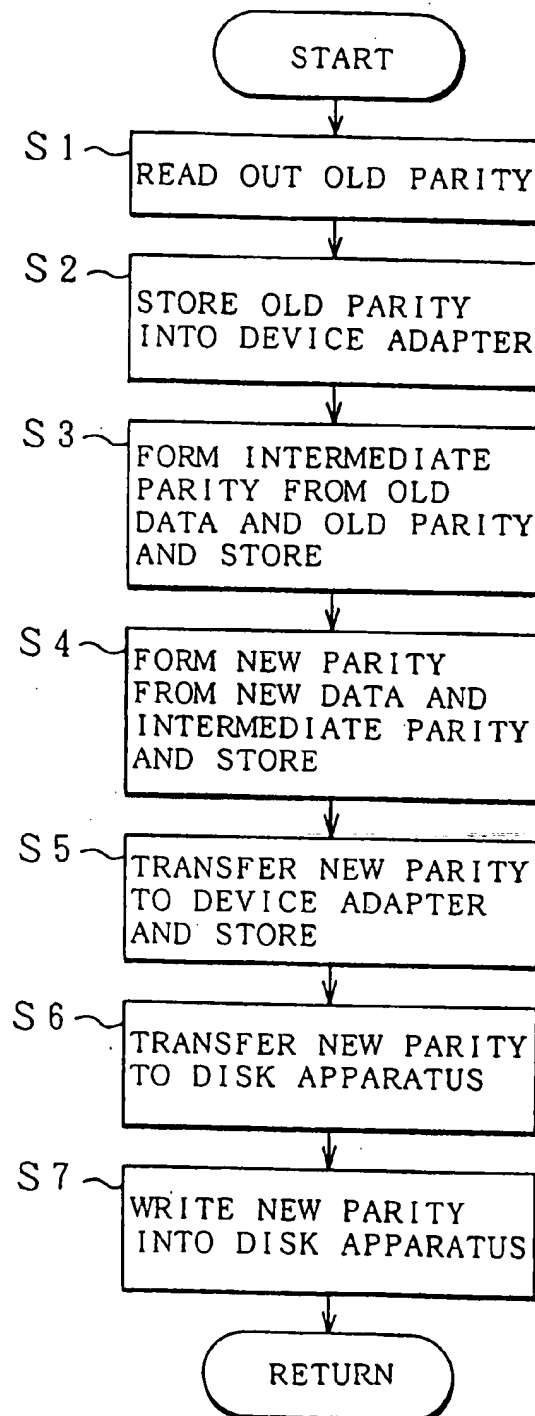 START
S1
READ OUT OLD PARITY
S2
STORE OLD PARITY
INTO DEVICE ADAPTER
S3
FORM INTERMEDIATE
PARITY FROM OLD
DATA AND OLD PARITY
AND STORE
S4
FORM NEW PARITY
FROM NEW DATA AND
INTERMEDIATE PARITY
AND STORE
S5
TRANSFER NEW PARITY
TO DEVICE ADAPTER
AND STORE
S6
TRANSFER NEW PARITY
TO DISK APPARATUS
S7
WRITE NEW PARITY
INTO DISK APPARATUS
RETURN